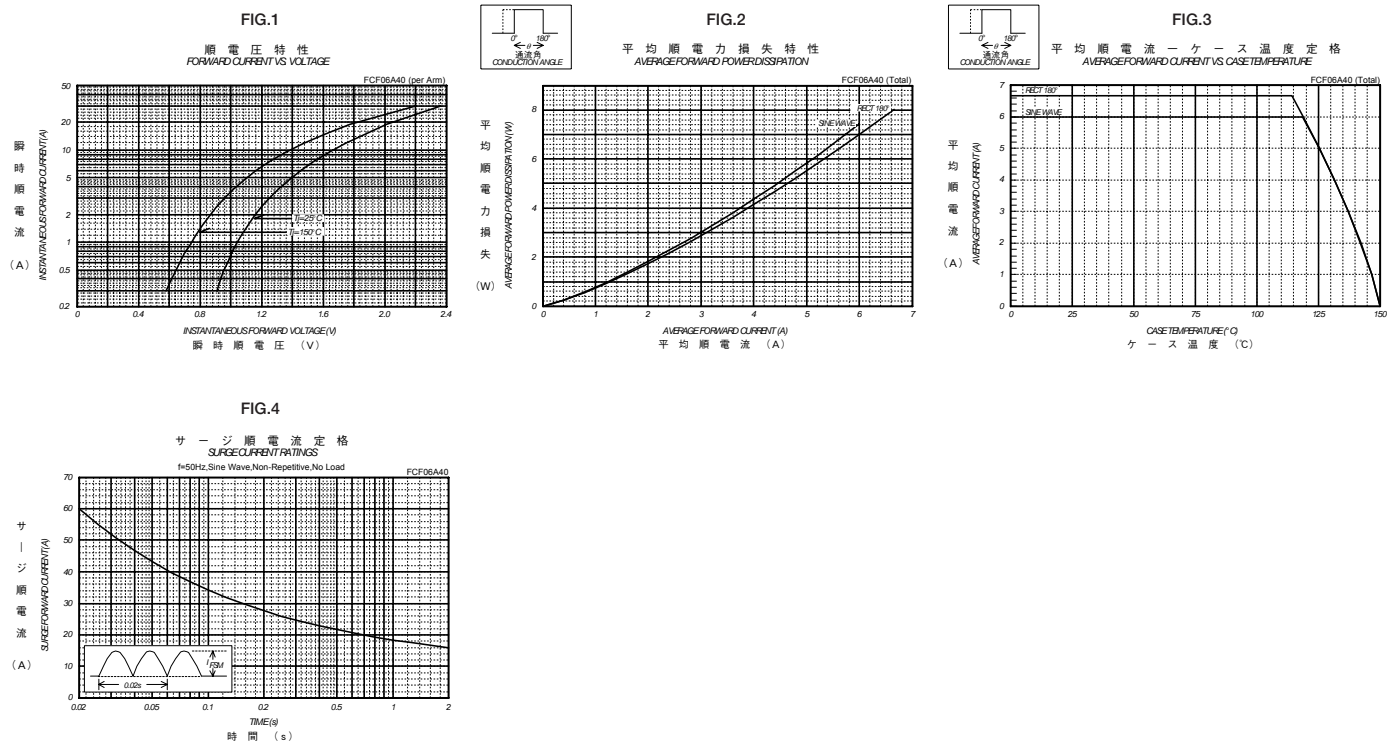 FIG.1
順電圧特性
FORWARD CURRENT VS. VOLTAGE
FCF06A40 (per Arm)
瞬時順電流 (A)
INSTANTANEOUS FORWARD CURRENT (A)
50
20
10
5
2
1
0.5
0.2
Tj=25°C
Tj=150°C
0 0.4 0.8 1.2 1.6 2.0 2.4
INSTANTANEOUS FORWARD VOLTAGE (V)
瞬時順電圧 (V)
0° 180°
θ
通流角
CONDUCTION ANGLE
FIG.2
平均順電力損失特性
AVERAGE FORWARD POWER DISSIPATION
FCF06A40 (Total)
平均順電力損失 (W)
AVERAGE FORWARD POWER DISSIPATION (W)
8
6
4
2
0
RECT 180°
SINE WAVE
0 1 2 3 4 5 6 7
AVERAGE FORWARD CURRENT (A)
平均順電流 (A)
0° 180°
θ
通流角
CONDUCTION ANGLE
FIG.3
平均順電流ーケース温度定格
AVERAGE FORWARD CURRENT VS. CASE TEMPERATURE
FCF06A40 (Total)
平均順電流 (A)
AVERAGE FORWARD CURRENT (A)
7
6
5
4
3
2
1
0
RECT 180°
SINE WAVE
0 25 50 75 100 125 150
CASE TEMPERATURE (°C)
ケース温度 (℃)
FIG.4
サージ順電流定格
SURGE CURRENT RATINGS
f=50Hz,Sine Wave,Non-Repetitive,No Load
FCF06A40
サージ順電流 (A)
SURGE FORWARD CURRENT (A)
70
60
50
40
30
20
10
0
I FSM
0.02s
0.02 0.05 0.1 0.2 0.5 1 2
TIME (s)
時間 (s)